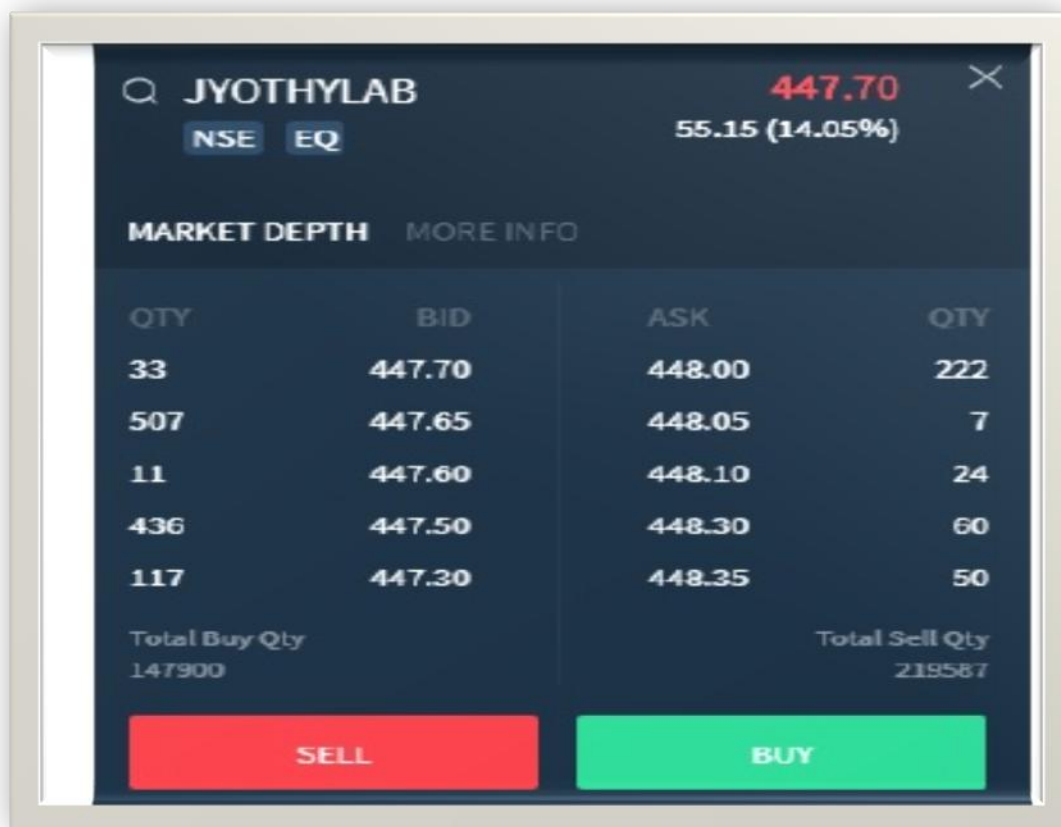 JYOTHYLAB 447.70
NSE EQ 55.15 (14.05%)
MARKET DEPTH MORE INFO
QTY BID ASK QTY
33 447.70 448.00 222
507 447.65 448.05 7
11 447.60 448.10 24
436 447.50 448.30 60
117 447.30 448.35 50
Total Buy Qty Total Sell Qty
147900 219587
SELL BUY